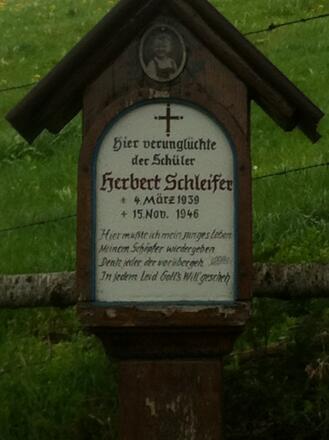 Hier verunglückte
der Schüler
Herbert Schleifer
* 4. März 1939
+ 15. Nov. 1946
Hier mußte ich mein junges Leben
Meinem Schöpfer wiedergeben
Denk jeder der vorübergeh
In jedem Leid Gott's Will gescheh